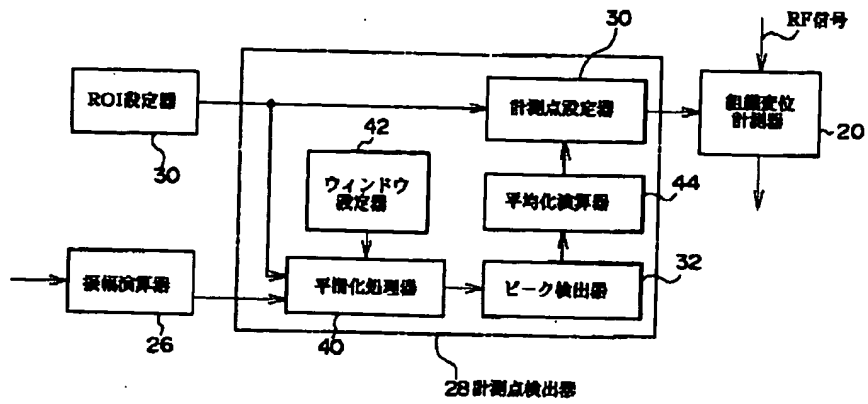 30
RF信号
ROI設定器
計測点設定器
組織変位
計測器
20
30
42
ウィンドウ
設定器
44
平均化演算器
振幅演算器
平滑化処理器
ピーク検出器
32
26
40
28計測点検出器